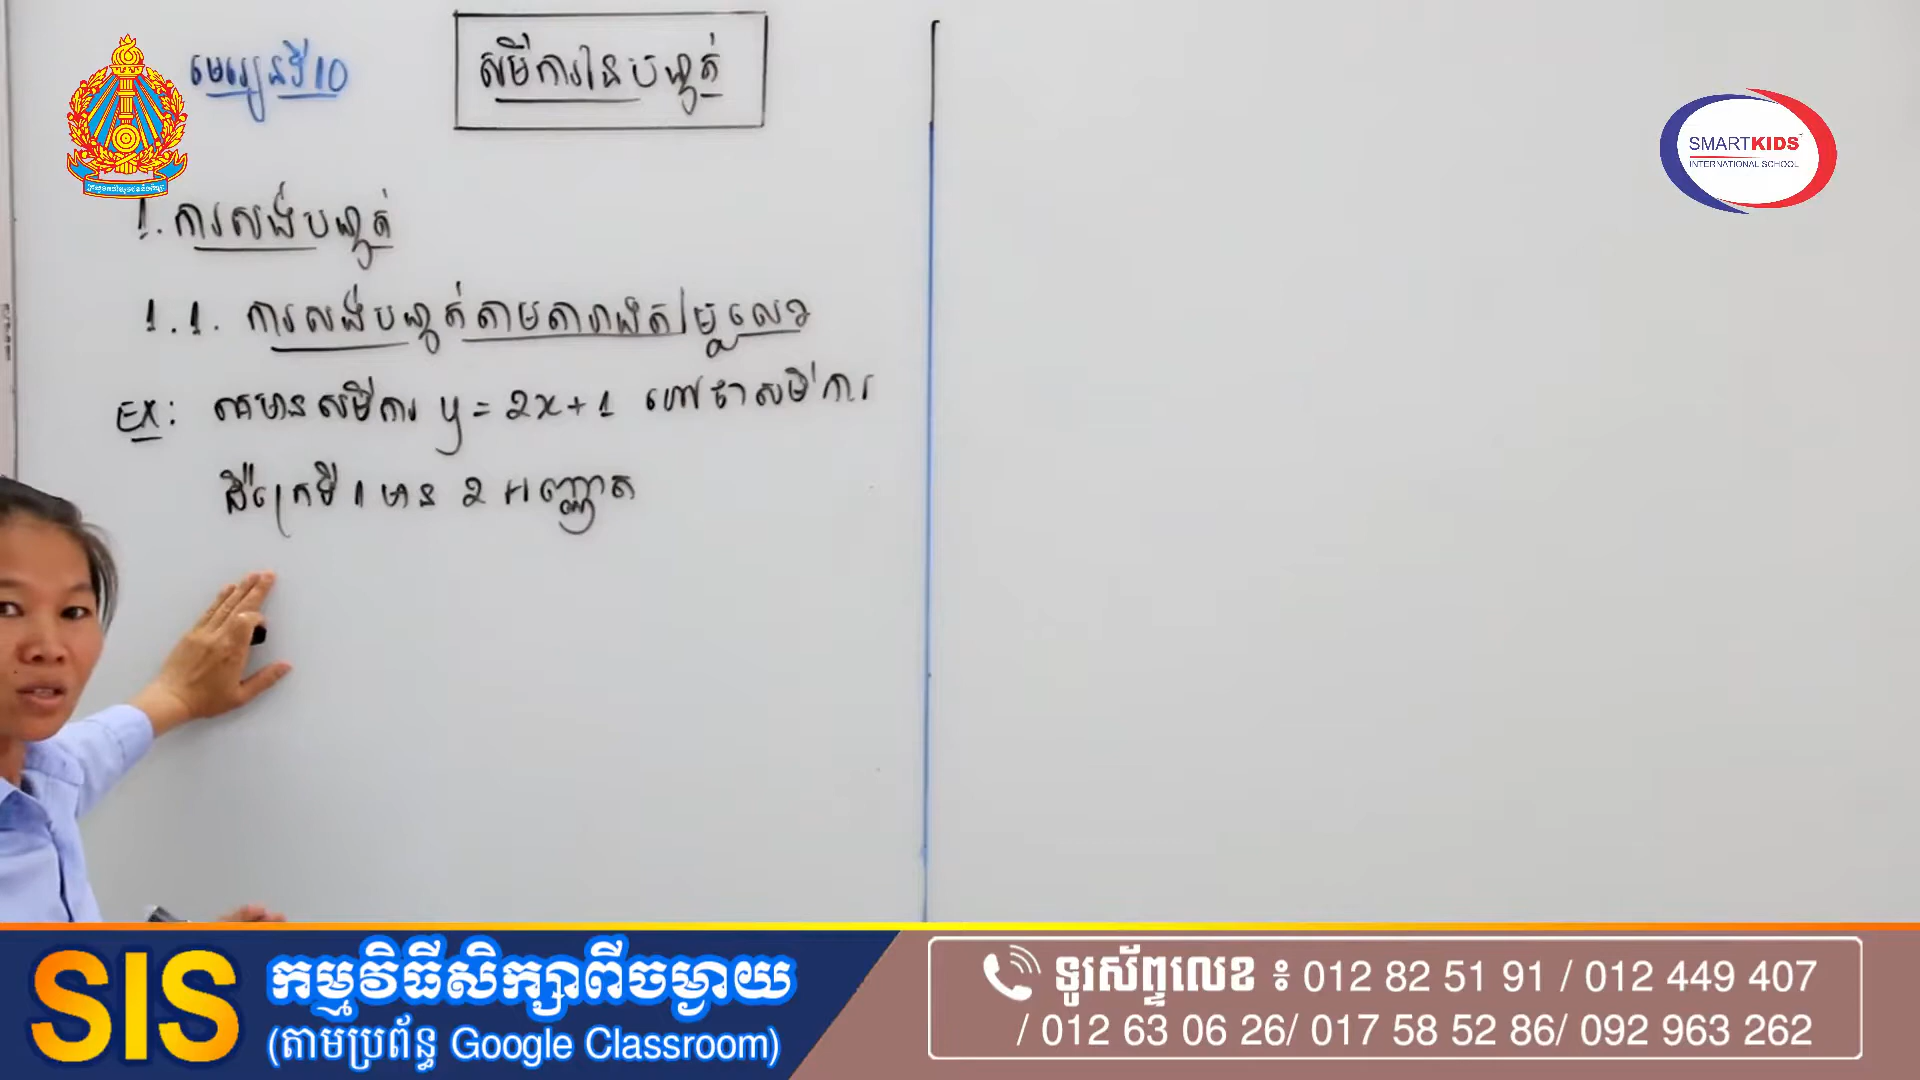 មេរៀនទី 10
សមីការនៃបន្ទាត់
1. ការសង់បន្ទាត់
1.1. ការសង់បន្ទាត់តាមតារាងតម្លៃលេខ
Ex: គេមានសមីការ y = 2x + 1 ហៅថាសមីការ
ដឺក្រេទី 1 មាន 2 អញ្ញាត
SMARTKIDS
INTERNATIONAL SCHOOL
SIS
កម្មវិធីសិក្សាពីចម្ងាយ
(តាមប្រព័ន្ធ Google Classroom)
ទូរស័ព្ទលេខ ៖ 012 82 51 91 / 012 449 407
/ 012 63 06 26/ 017 58 52 86/ 092 963 262